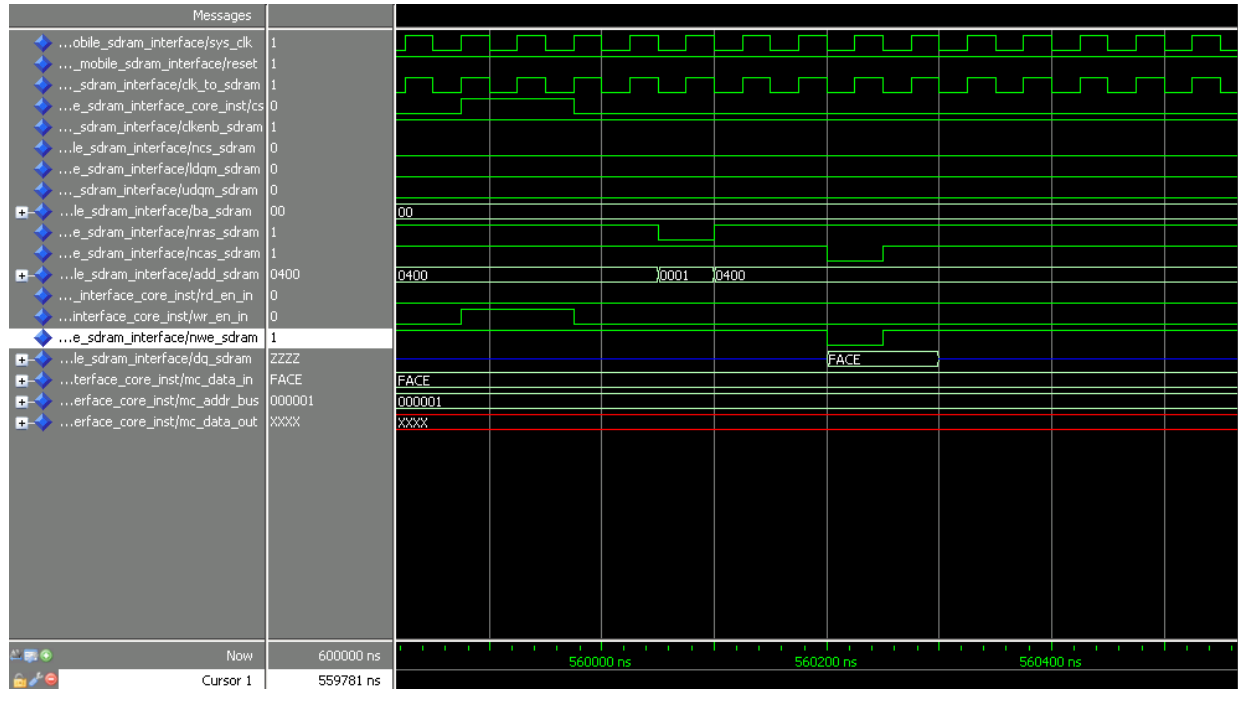 Messages
...obile_sdram_interface/sys_clk 1
..._mobile_sdram_interface/reset 1
..._sdram_interface/clk_to_sdram 1
...e_sdram_interface_core_inst/cs 0
..._sdram_interface/clkenb_sdram 1
...le_sdram_interface/ncs_sdram 0
...e_sdram_interface/ldqm_sdram 0
..._sdram_interface/udqm_sdram 0
...le_sdram_interface/ba_sdram 00 00
...e_sdram_interface/nras_sdram 1
...e_sdram_interface/ncas_sdram 1
...le_sdram_interface/add_sdram 0400 0400 0001 0400
..._interface_core_inst/rd_en_in 0
...interface_core_inst/wr_en_in 0
...e_sdram_interface/nwe_sdram 1
...le_sdram_interface/dq_sdram ZZZZ FACE
...terface_core_inst/mc_data_in FACE FACE
...erface_core_inst/mc_addr_bus 000001 000001
...erface_core_inst/mc_data_out XXXX XXXX
Now 600000 ns 560000 ns 560200 ns 560400 ns
Cursor 1 559781 ns